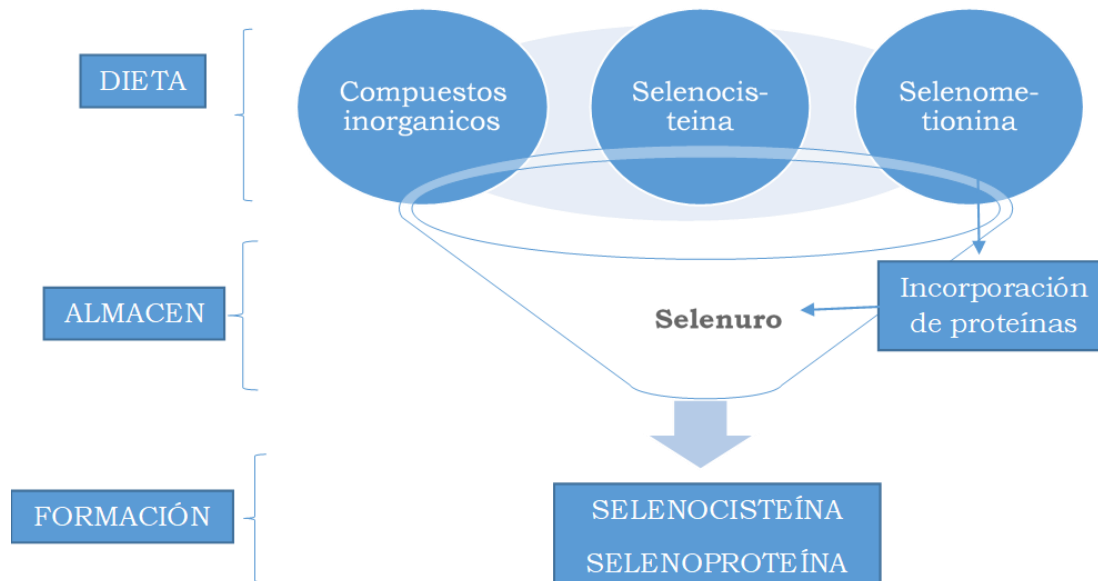 DIETA
Compuestos
inorganicos
Selenocis-
teina
Selenome-
tionina
ALMACEN
Selenuro
Incorporación
de proteínas
FORMACIÓN
SELENOCISTEÍNA
SELENOPROTEÍNA